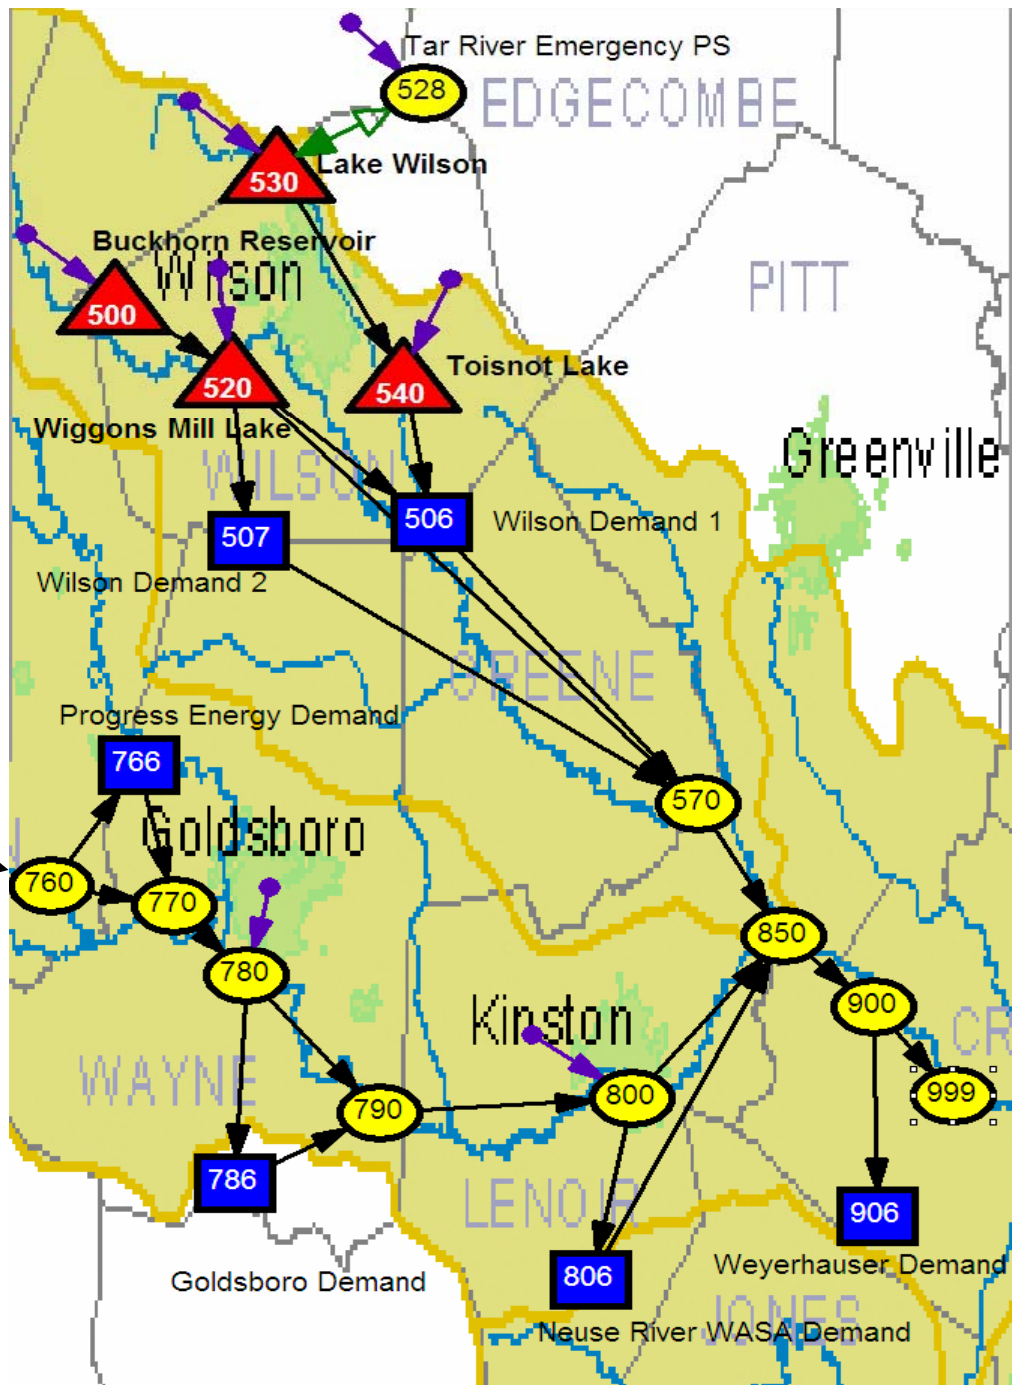 Tar River Emergency PS
528
EDGECOMBE
Lake Wilson
530
Buckhorn Reservoir
Wilson
PITT
500
Toisnot Lake
520
540
Wiggons Mill Lake
Greenville
WILSON
506
Wilson Demand 1
507
Wilson Demand 2
GREENE
Progress Energy Demand
766
570
Goldsboro
760
770
850
780
900
Kinston
CR
WAYNE
999
790
800
786
LENOIR
906
Weyerhauser Demand
Goldsboro Demand
806
JONES
Neuse River WASA Demand